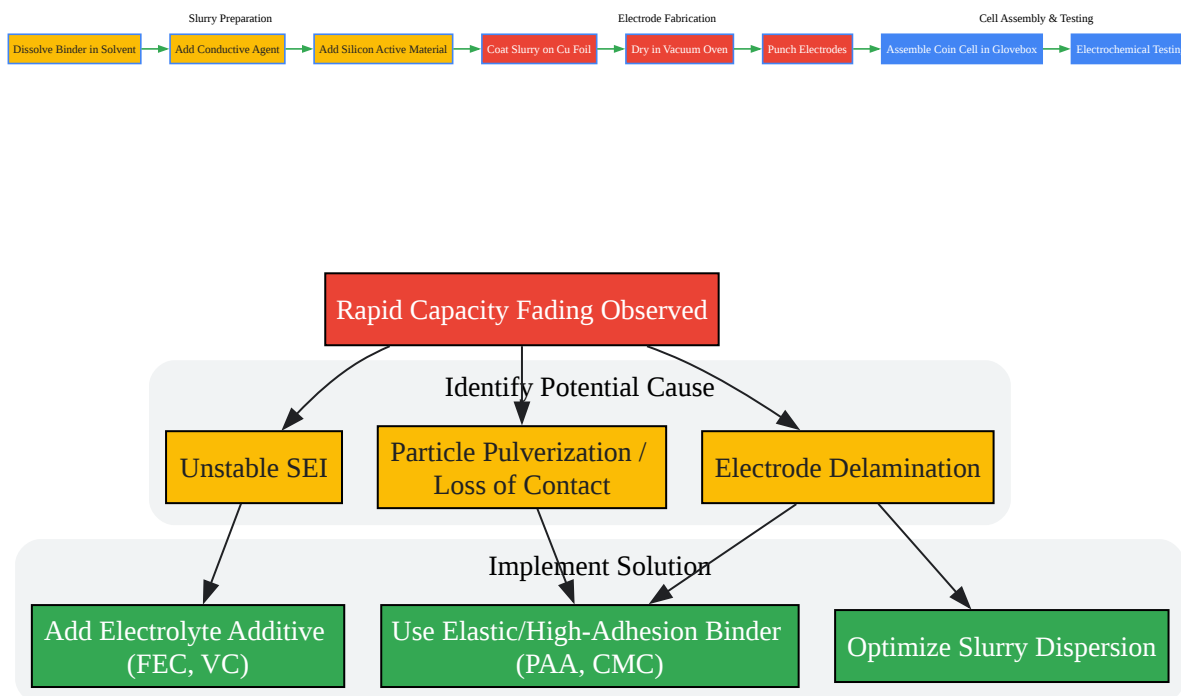 Slurry Preparation
Electrode Fabrication
Cell Assembly & Testing
Dissolve Binder in Solvent
Add Conductive Agent
Add Silicon Active Material
Coat Slurry on Cu Foil
Dry in Vacuum Oven
Punch Electrodes
Assemble Coin Cell in Glovebox
Electrochemical Testing
Rapid Capacity Fading Observed
Identify Potential Cause
Unstable SEI
Particle Pulverization /
Loss of Contact
Electrode Delamination
Implement Solution
Add Electrolyte Additive
(FEC, VC)
Use Elastic/High-Adhesion Binder
(PAA, CMC)
Optimize Slurry Dispersion